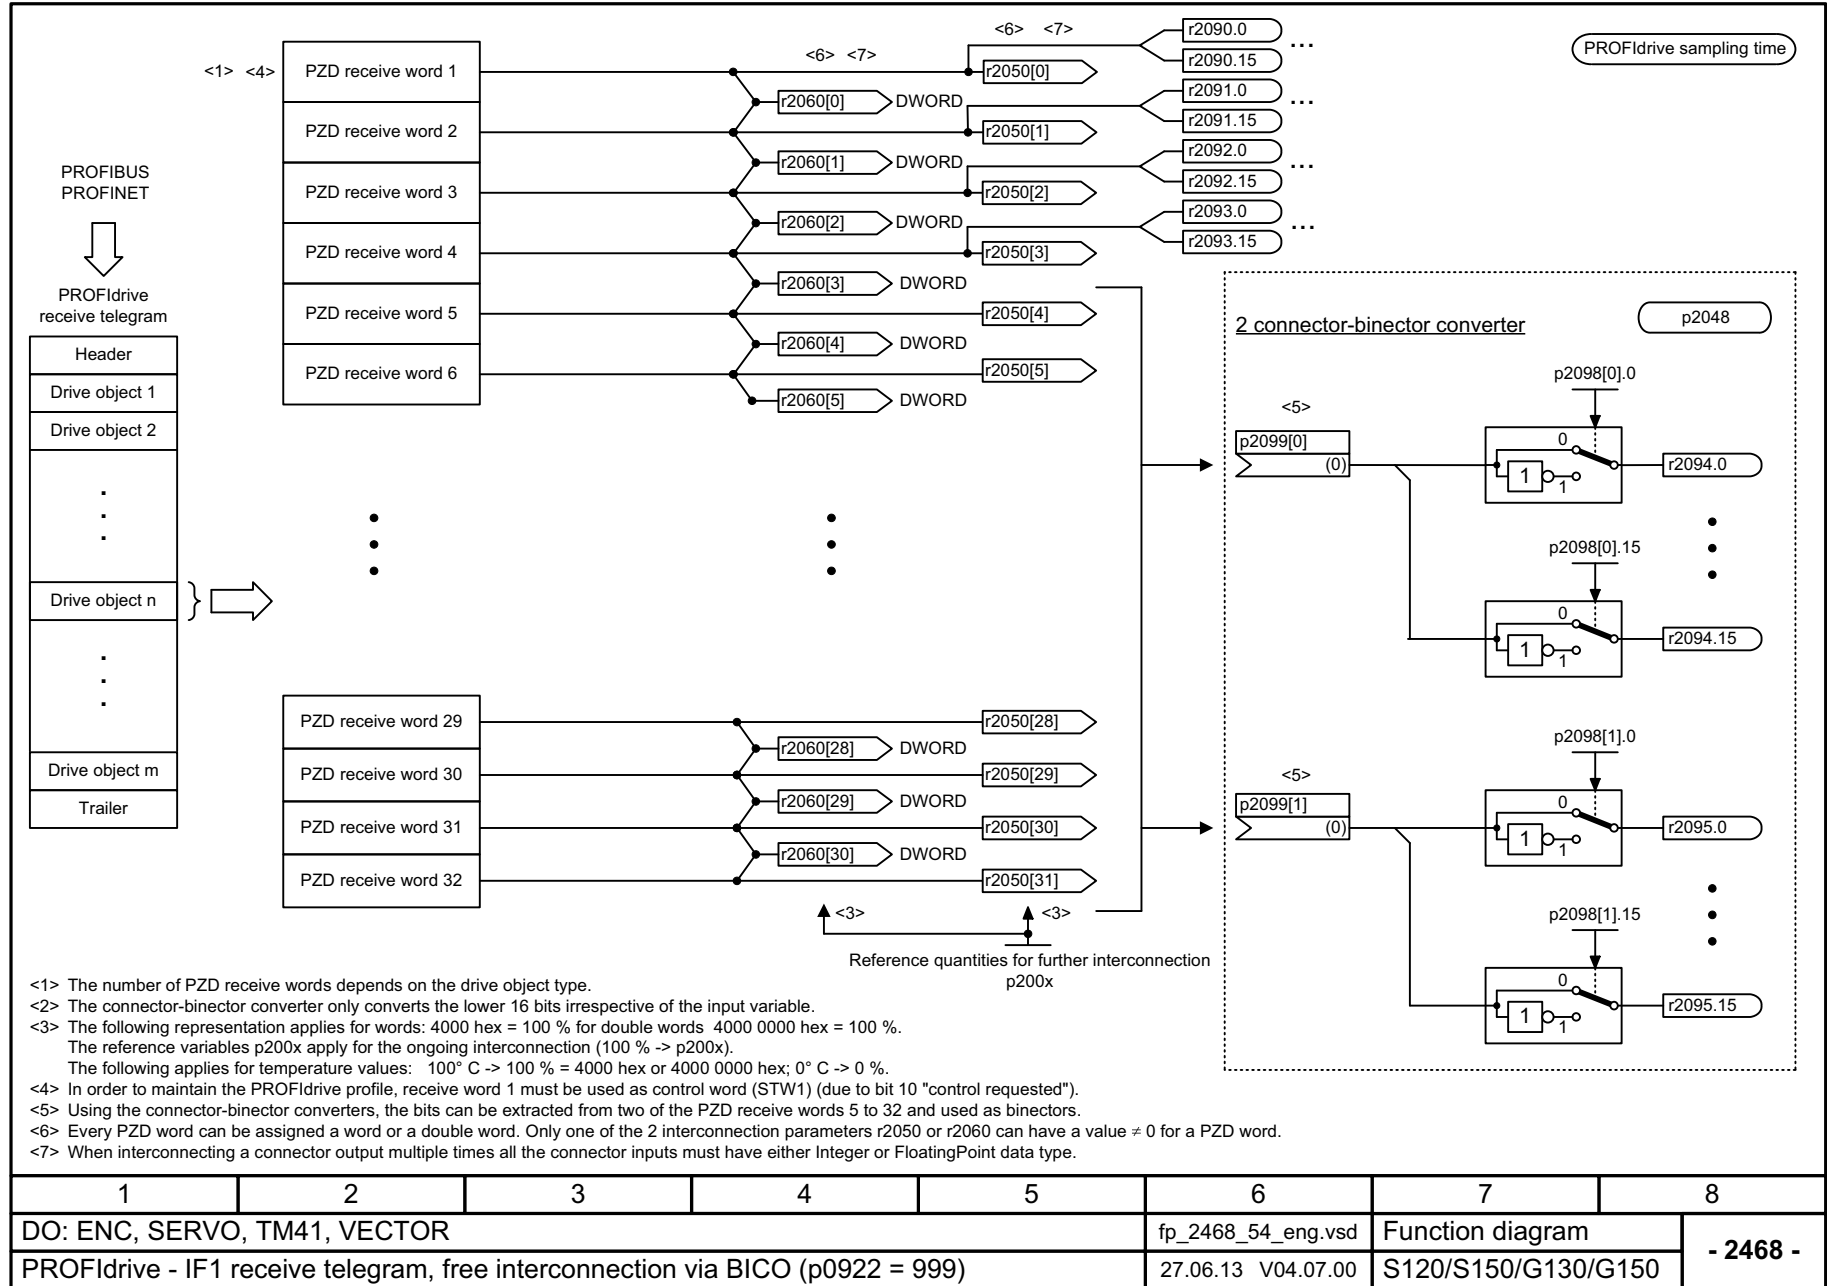 <6> <7>
r2090.0
...
PROFIdrive sampling time
<6> <7>
<1> <4>
PZD receive word 1
r2050[0]
r2090.15
r2060[0] DWORD
r2091.0
...
PZD receive word 2
r2050[1]
r2091.15
r2060[1] DWORD
r2092.0
...
PROFIBUS
PROFINET
PZD receive word 3
r2050[2]
r2092.15
r2060[2] DWORD
r2093.0
...
PZD receive word 4
r2050[3]
r2093.15
r2060[3] DWORD
PROFIdrive
receive telegram
PZD receive word 5
r2050[4]
r2060[4] DWORD
PZD receive word 6
r2050[5]
r2060[5] DWORD
Header
Drive object 1
Drive object 2
Drive object n
Drive object m
Trailer
2 connector-binector converter
p2048
p2098[0].0
<5>
p2099[0]
(0)
0
1
1
r2094.0
p2098[0].15
0
1
1
r2094.15
PZD receive word 29
r2050[28]
r2060[28] DWORD
PZD receive word 30
r2050[29]
r2060[29] DWORD
PZD receive word 31
r2050[30]
r2060[30] DWORD
PZD receive word 32
r2050[31]
p2098[1].0
<5>
p2099[1]
(0)
0
1
1
r2095.0
p2098[1].15
0
1
1
r2095.15
<3>
<3>
Reference quantities for further interconnection
p200x
<1> The number of PZD receive words depends on the drive object type.
<2> The connector-binector converter only converts the lower 16 bits irrespective of the input variable.
<3> The following representation applies for words: 4000 hex = 100 % for double words 4000 0000 hex = 100 %.
The reference variables p200x apply for the ongoing interconnection (100 % -> p200x).
The following applies for temperature values: 100° C -> 100 % = 4000 hex or 4000 0000 hex; 0° C -> 0 %.
<4> In order to maintain the PROFIdrive profile, receive word 1 must be used as control word (STW1) (due to bit 10 "control requested").
<5> Using the connector-binector converters, the bits can be extracted from two of the PZD receive words 5 to 32 and used as binectors.
<6> Every PZD word can be assigned a word or a double word. Only one of the 2 interconnection parameters r2050 or r2060 can have a value ≠ 0 for a PZD word.
<7> When interconnecting a connector output multiple times all the connector inputs must have either Integer or FloatingPoint data type.
1 2 3 4 5 6 7 8
DO: ENC, SERVO, TM41, VECTOR
fp_2468_54_eng.vsd
Function diagram
- 2468 -
PROFIdrive - IF1 receive telegram, free interconnection via BICO (p0922 = 999)
27.06.13 V04.07.00
S120/S150/G130/G150